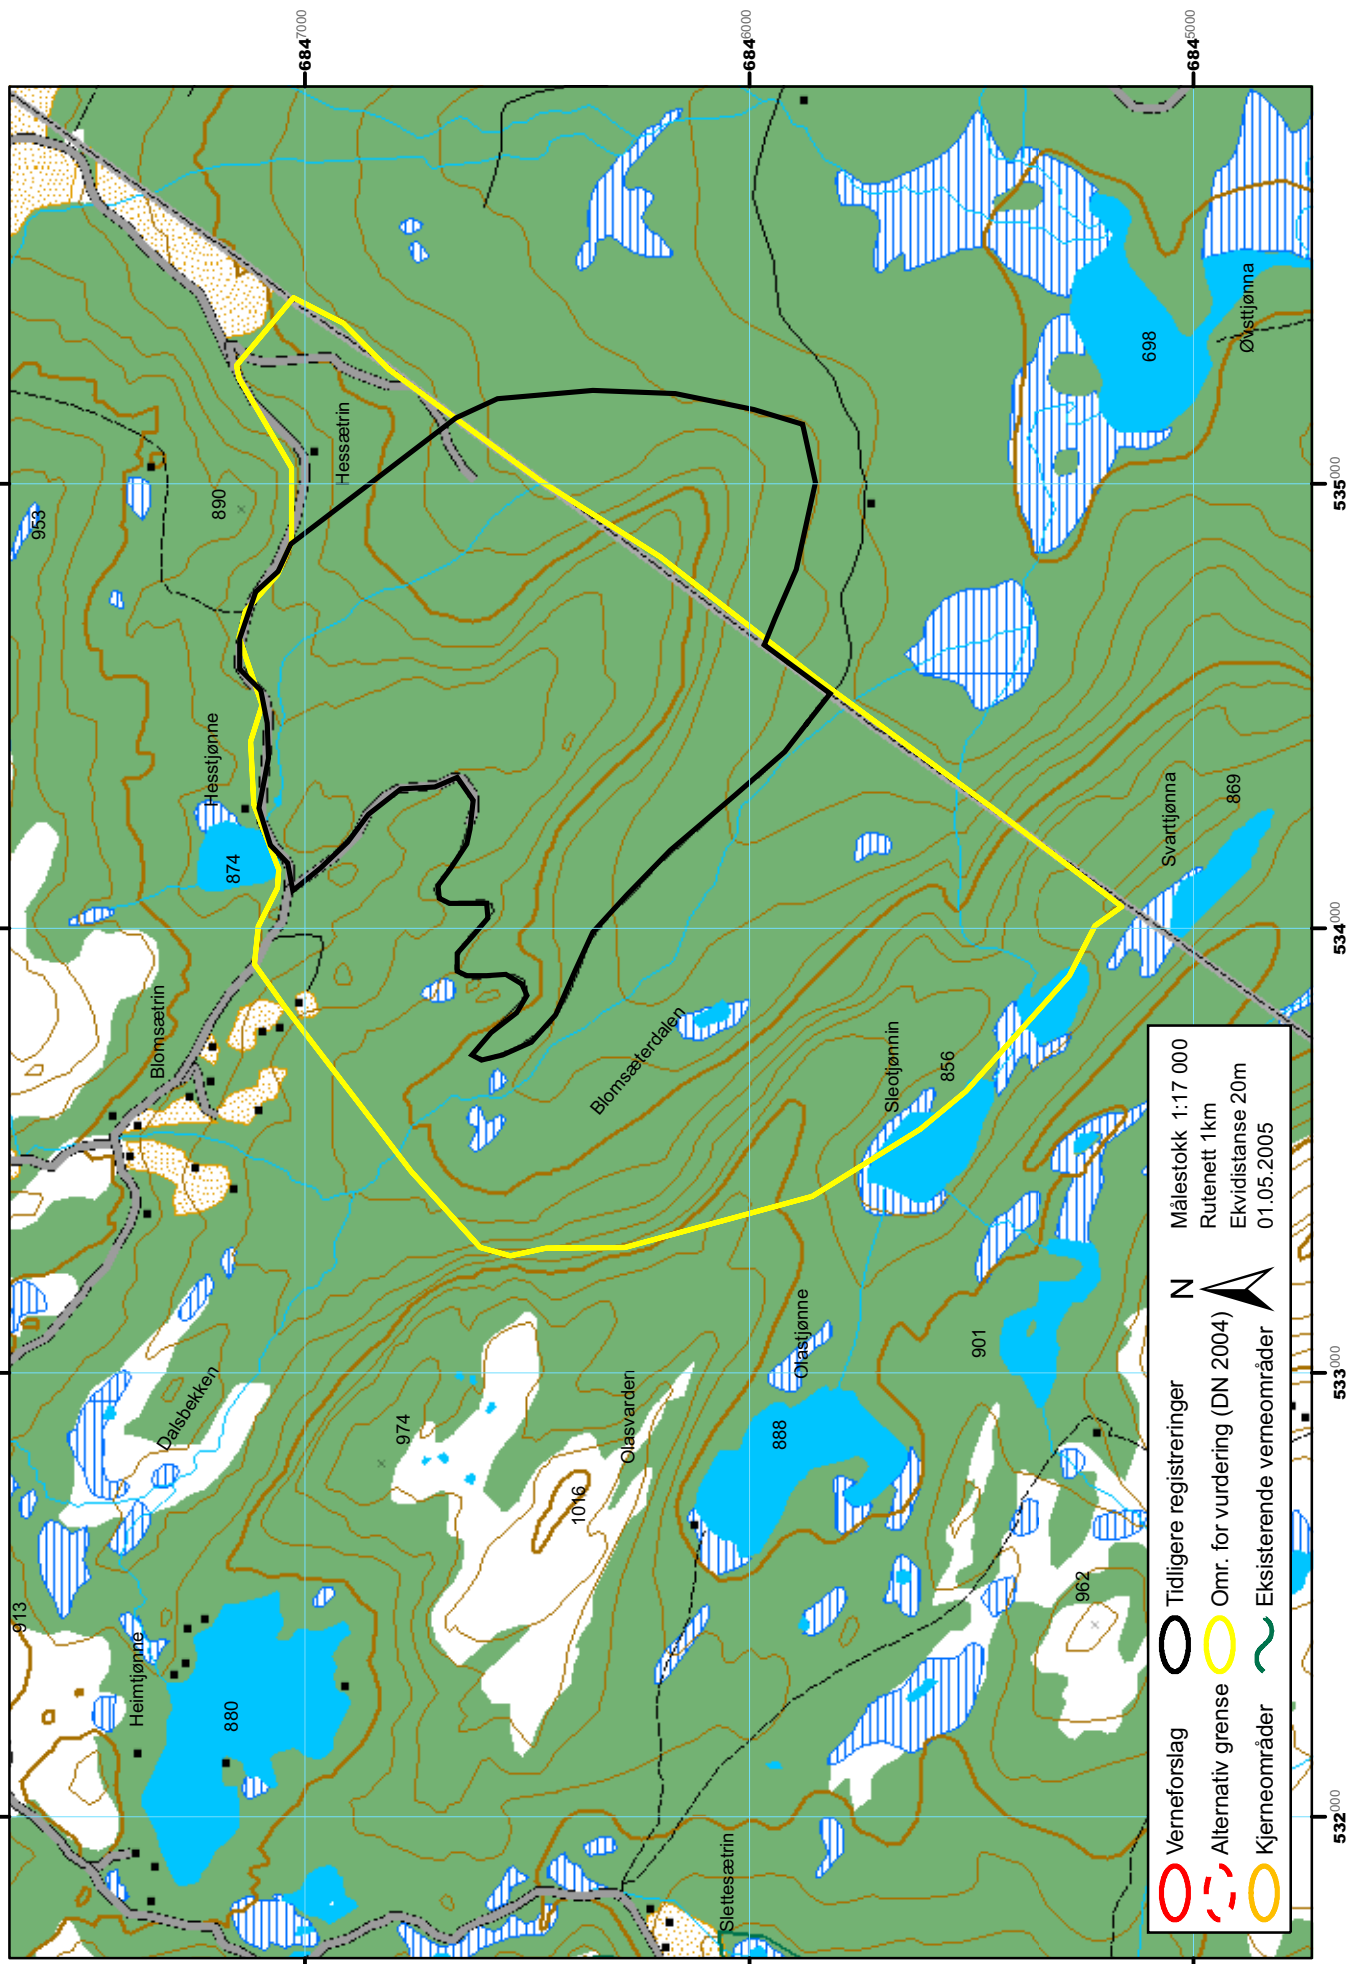 684⁷000
684⁶000
684⁵000
535000
534000
533000
532000
953
890
Hessætrin
698
Øvsttjønna
Hesstjønne
874
Svarttjønna
869
Blomsætrin
Blomsæterdalen
Sleotjønnin
856
Dalsbekken
974
Olasvarden
1016
Olastjønne
888
901
962
913
Heimtjønne
880
Slettesætrin
Verneforslag
Tidligere registreringer
N
Målestokk 1:17 000
Alternativ grense
Omr. for vurdering (DN 2004)
Rutenett 1km
Kjerneområder
Eksisterende verneområder
Ekvidistanse 20m
01.05.2005